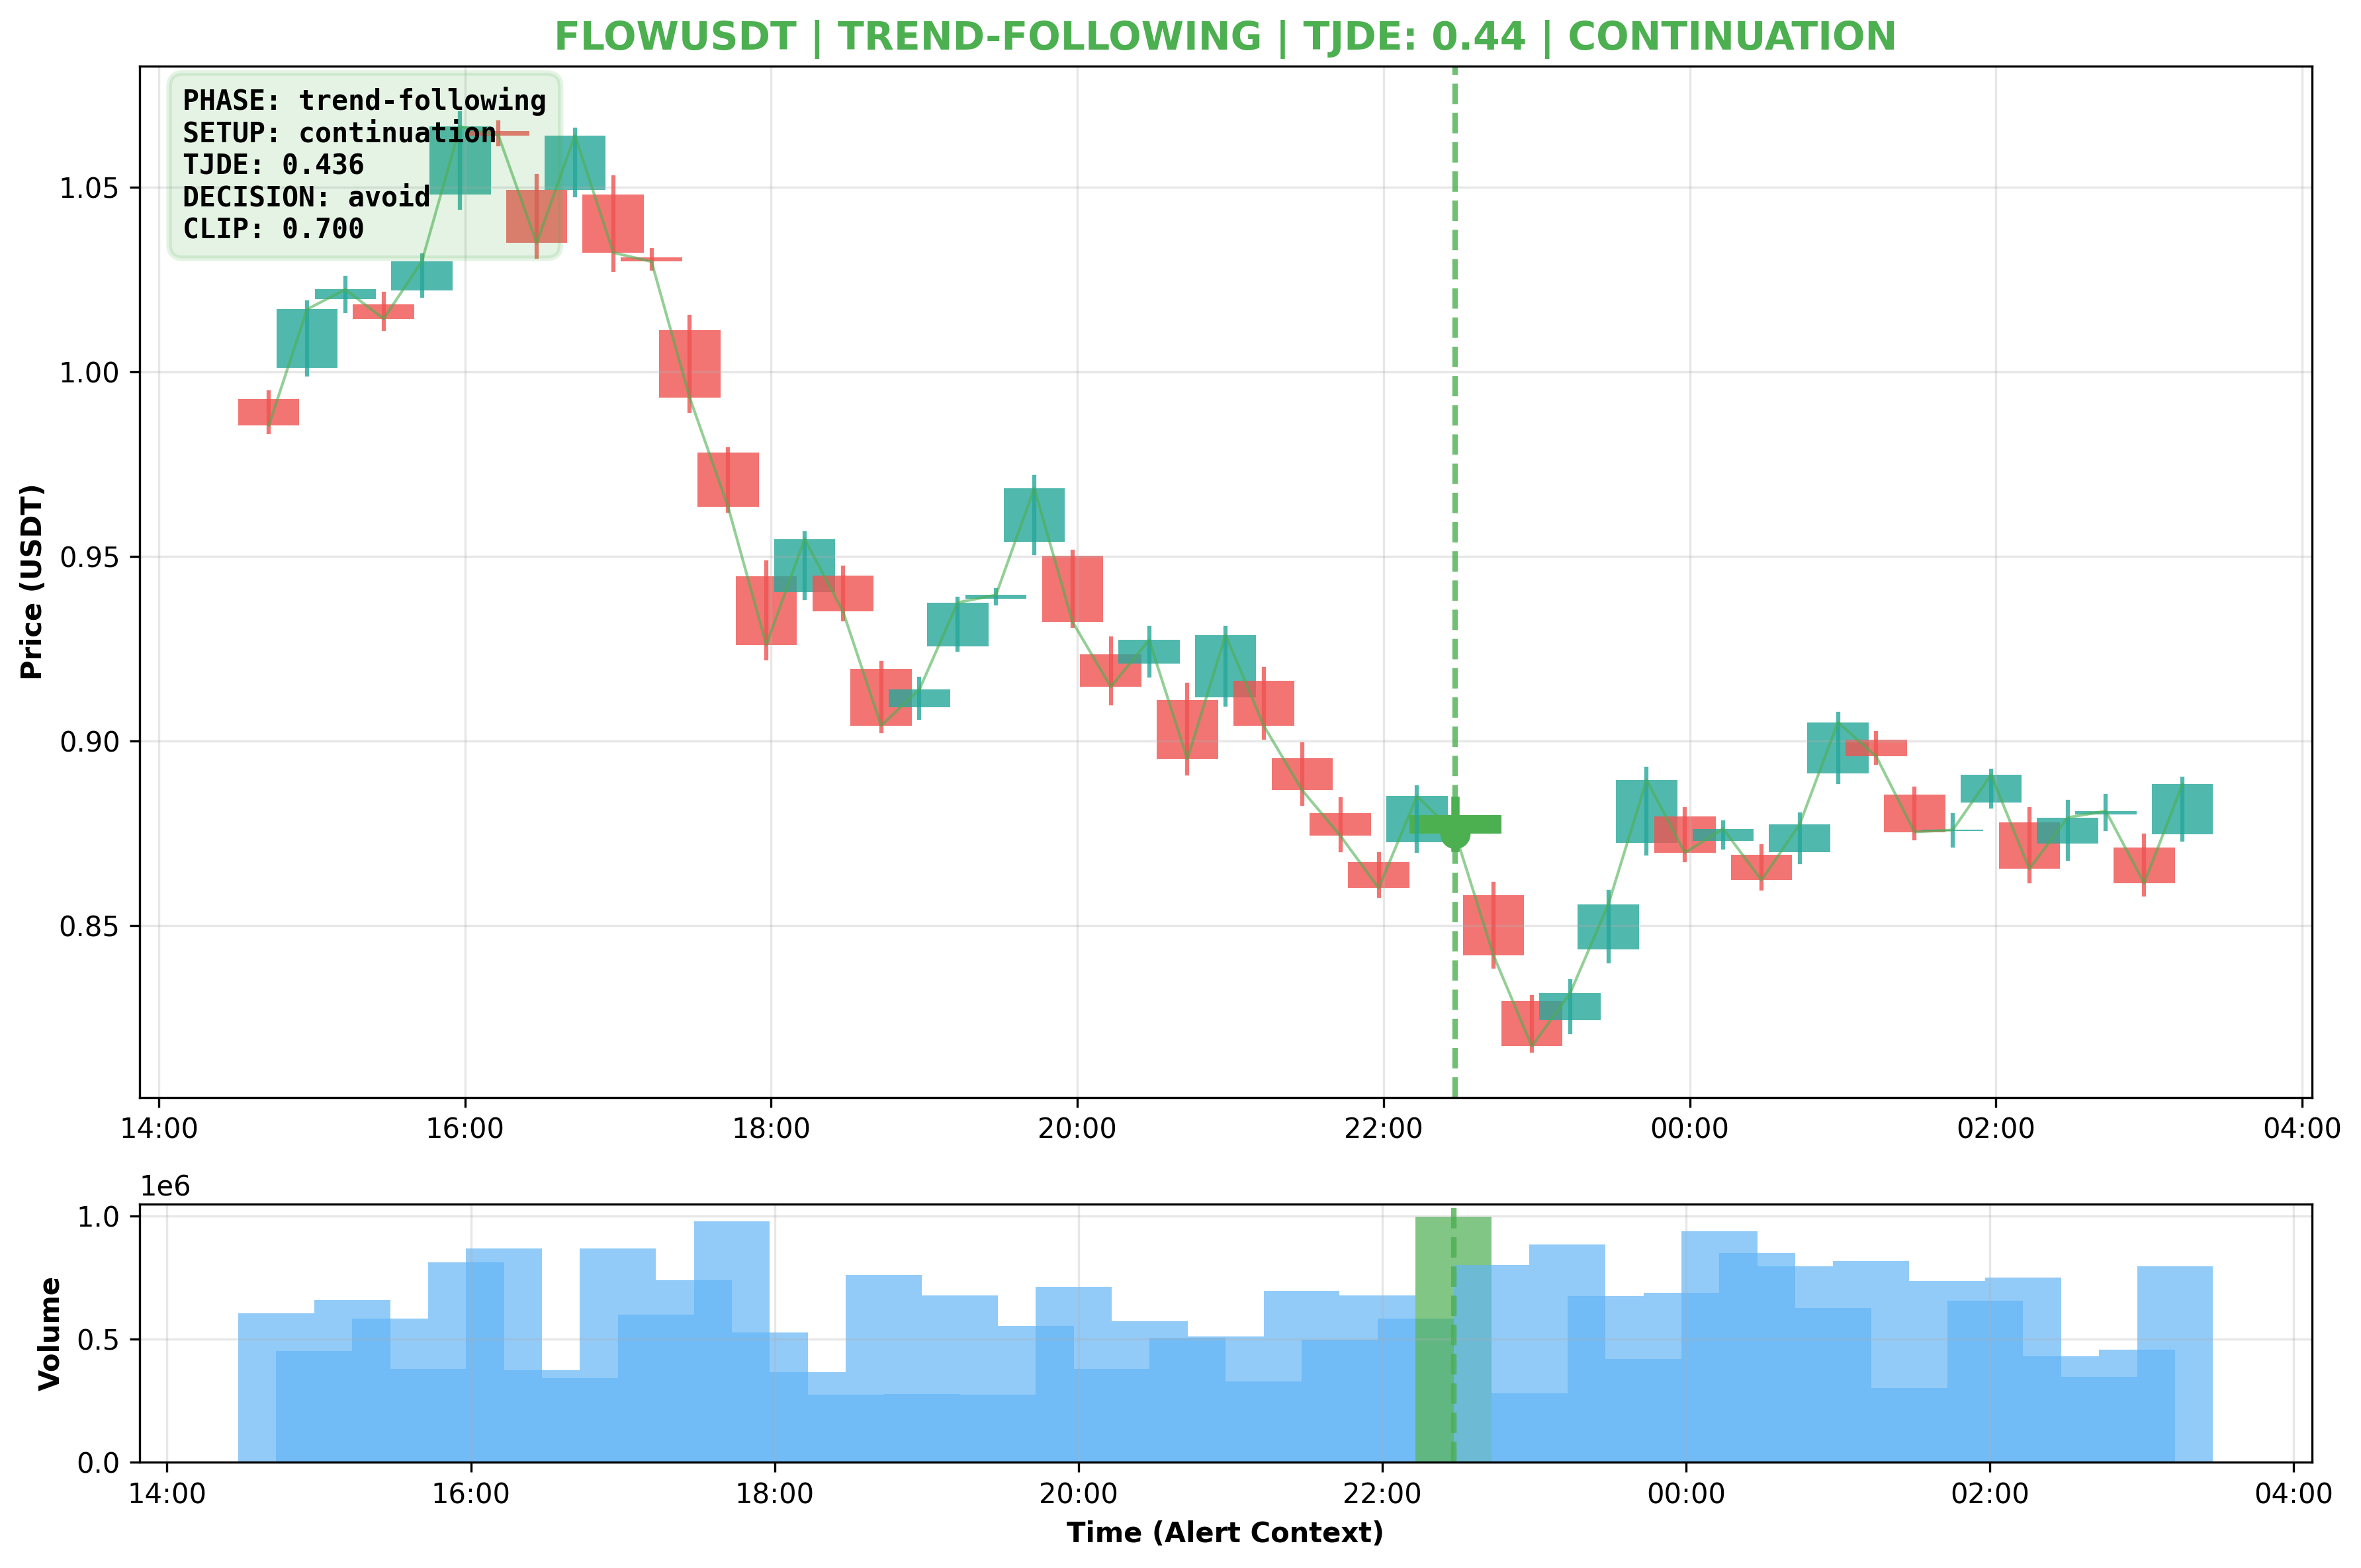 FLOWUSDT | TREND-FOLLOWING | TJDE: 0.44 | CONTINUATION
PHASE: trend-following
SETUP: continuation
TJDE: 0.436
DECISION: avoid
CLIP: 0.700
Price (USDT)
1.05
1.00
0.95
0.90
0.85
14:00 16:00 18:00 20:00 22:00 00:00 02:00 04:00
1e6
Volume
1.0
0.5
0.0
14:00 16:00 18:00 20:00 22:00 00:00 02:00 04:00
Time (Alert Context)